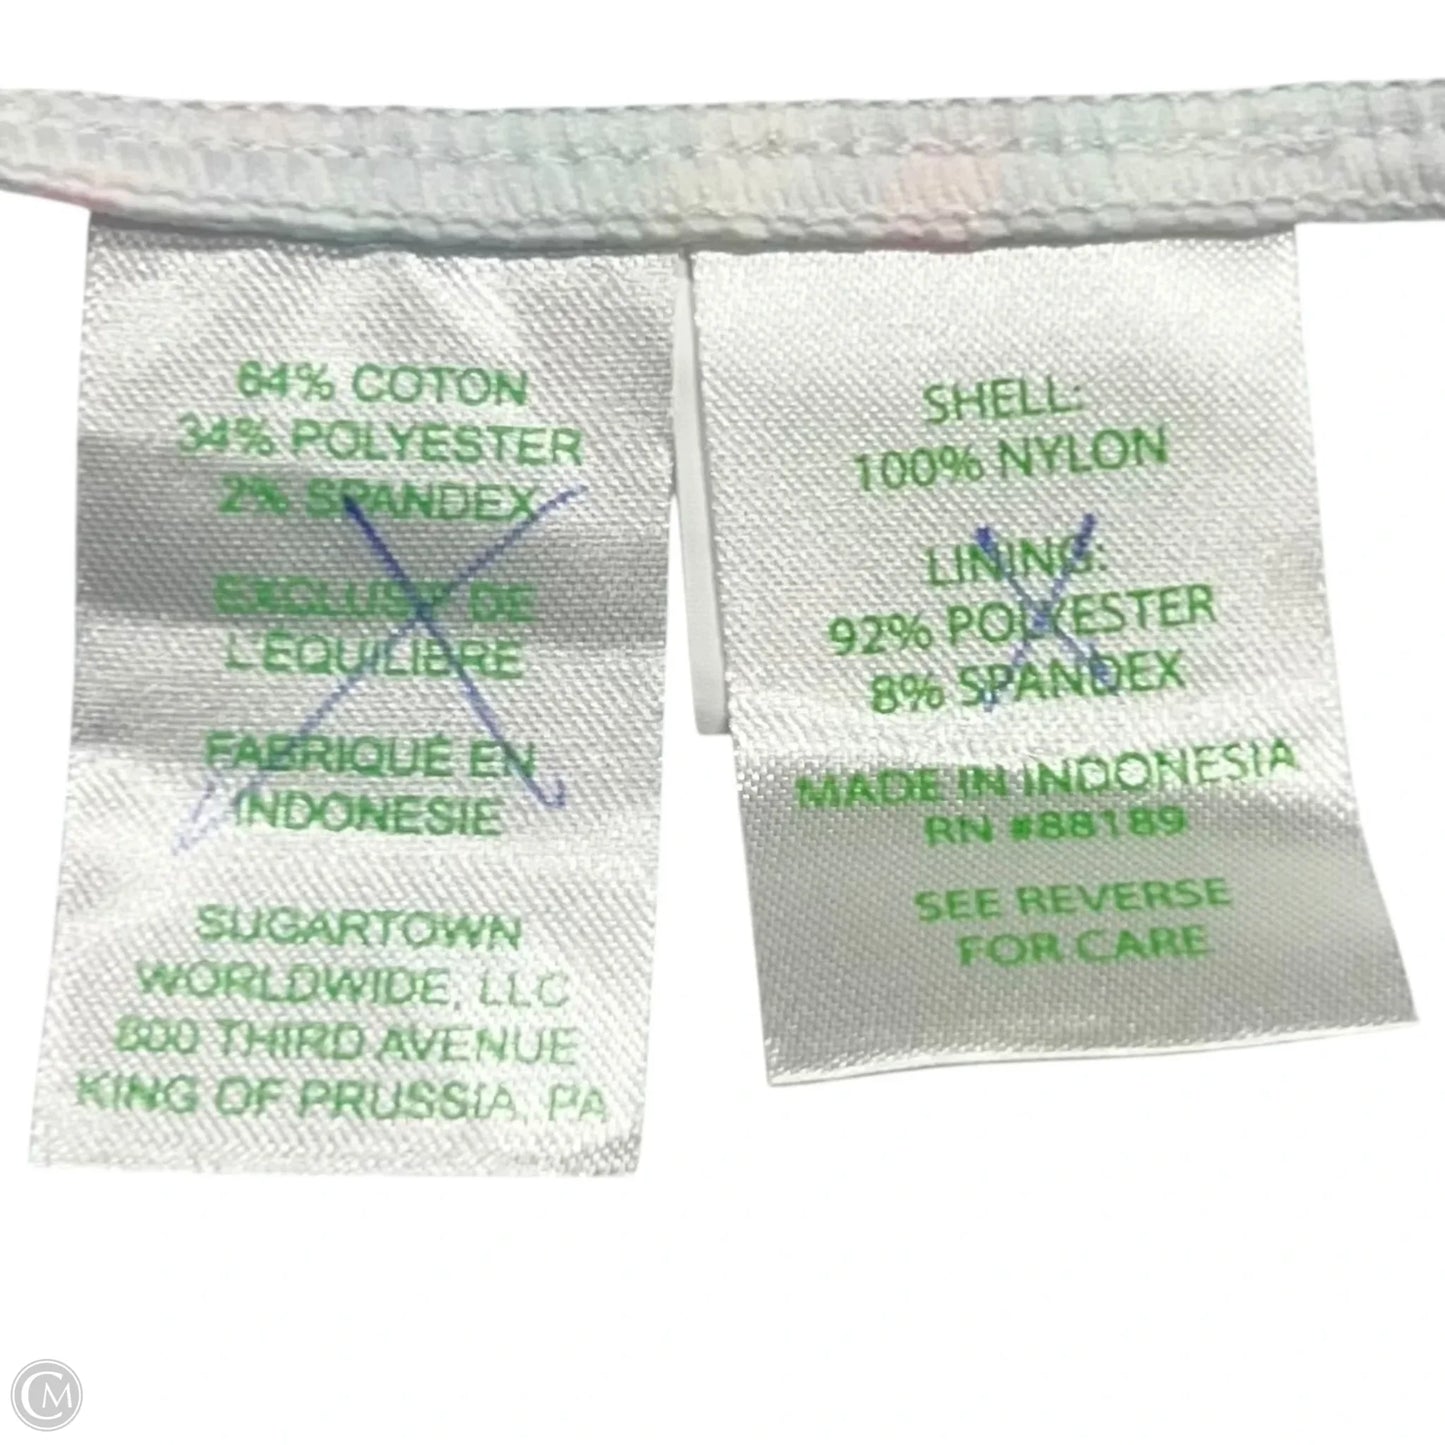 64% COTON
34% POLYESTER
2% SPANDEX
EXCLUSIF DE
L'ÉQUILIBRE
FABRIQUÉ EN
INDONESIE
SUGARTOWN
WORLDWIDE, LLC
800 THIRD AVENUE
KING OF PRUSSIA, PA
SHELL:
100% NYLON
LINING:
92% POLYESTER
8% SPANDEX
MADE IN INDONESIA
RN #88189
SEE REVERSE
FOR CARE
CM